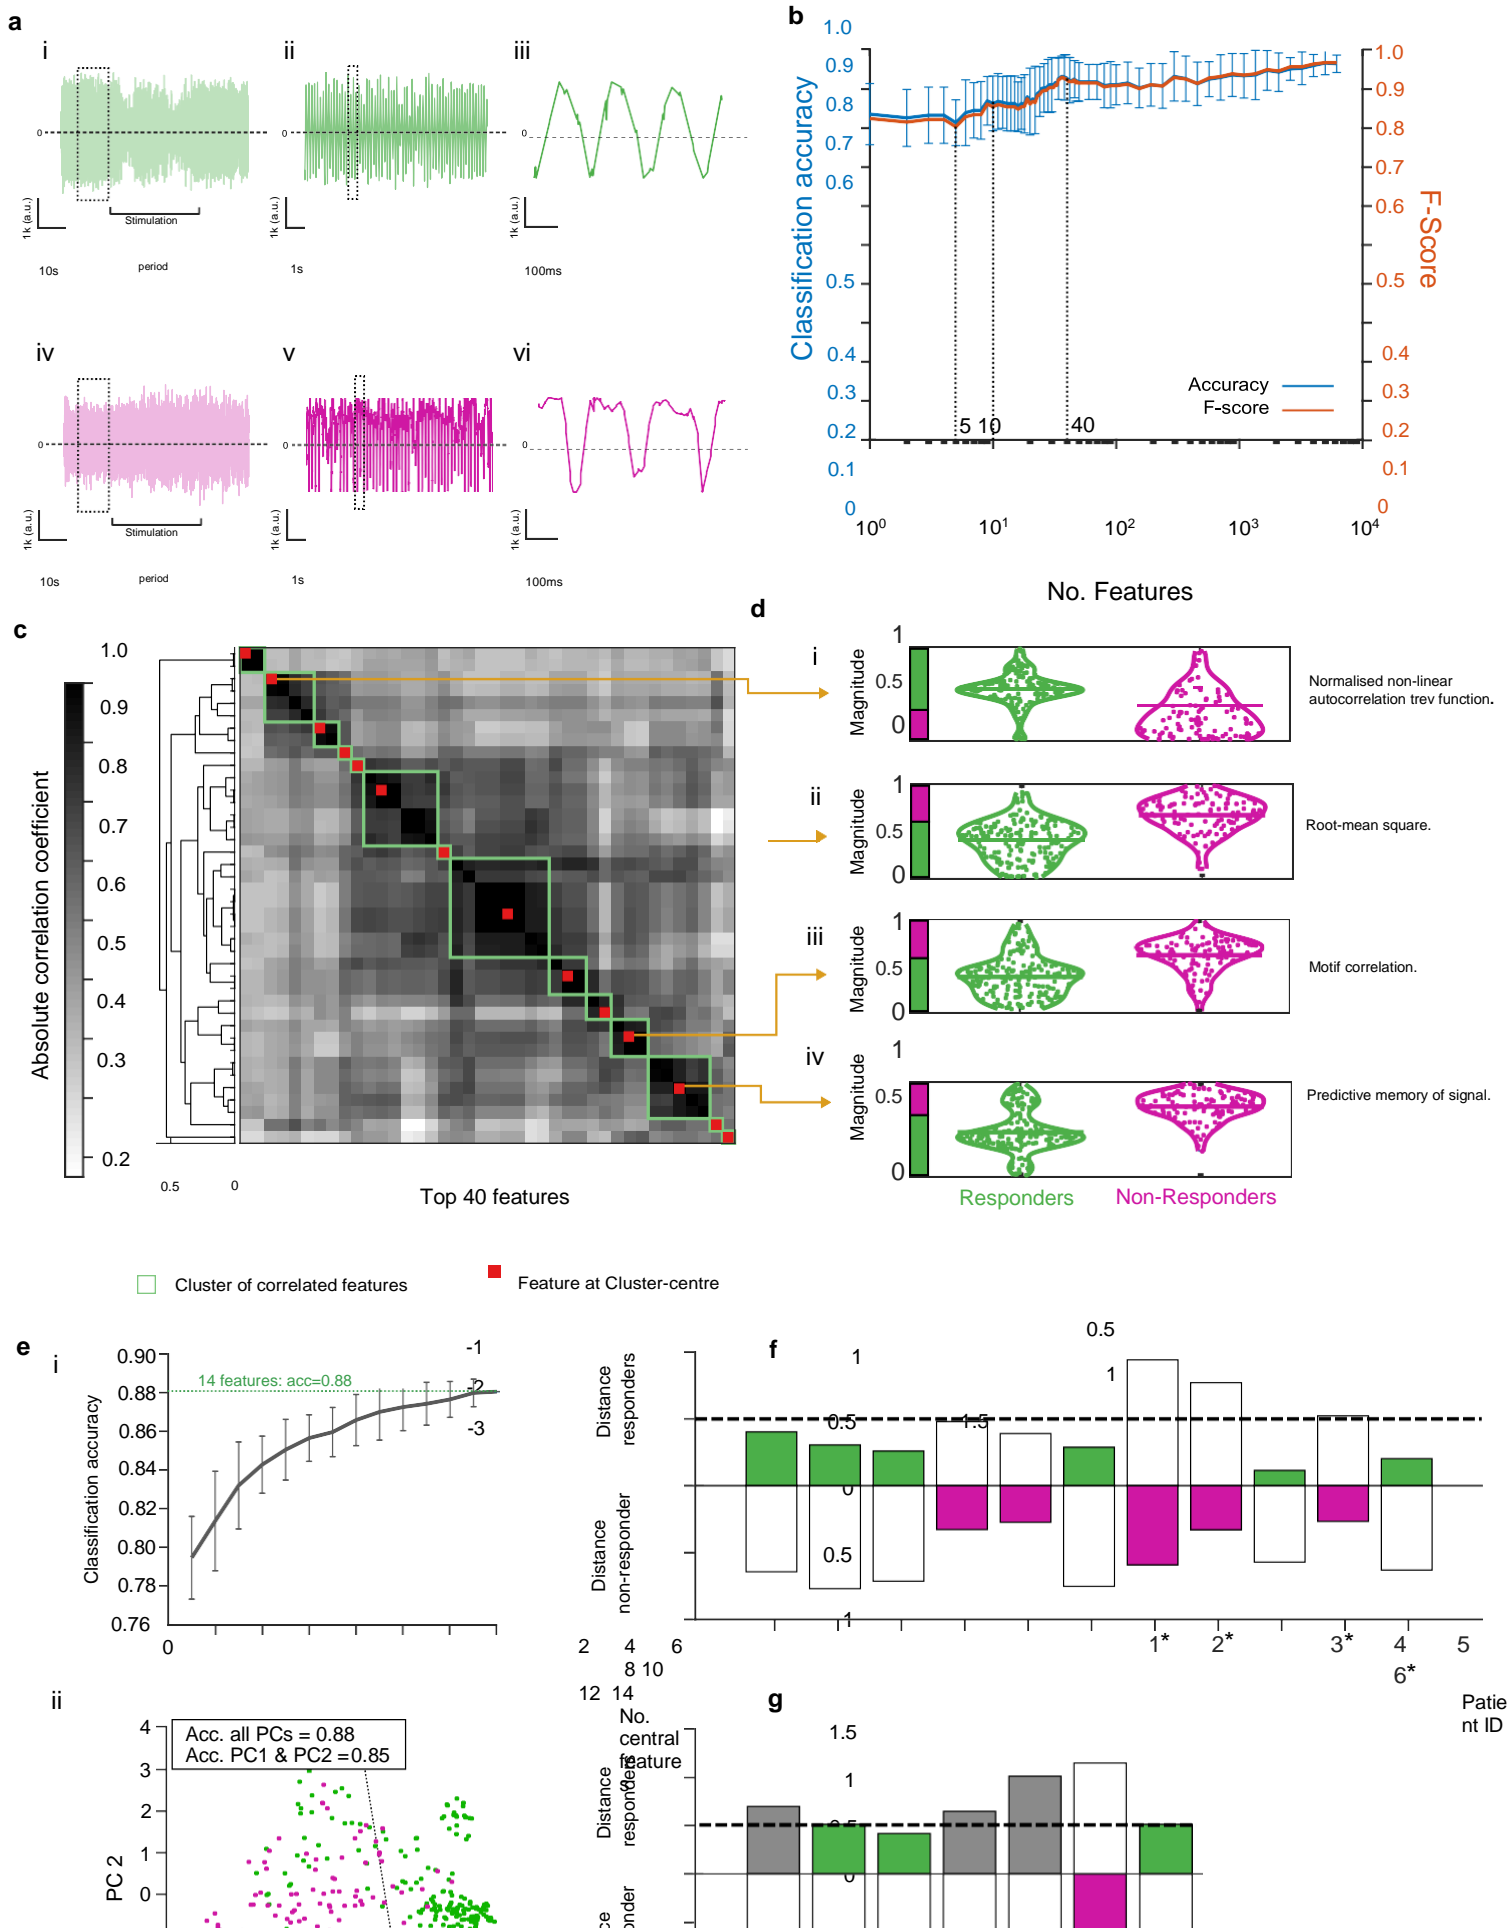 a
i
ii
iii
0
0
0
1k (a.u.)
1k (a.u.)
1k (a.u.)
Stimulation
period
10s
1s
100ms
iv
v
vi
0
0
0
1k (a.u.)
1k (a.u.)
1k (a.u.)
Stimulation
period
10s
1s
100ms
b
Classification accuracy
1.0
0.9
0.8
0.7
0.6
0.5
0.4
0.3
0.2
0.1
0
F-Score
1.0
0.9
0.8
0.7
0.6
0.5
0.4
0.3
0.2
0.1
0
Accuracy
F-score
5 10
40
10⁰
10¹
10²
10³
10⁴
No. Features
c
Absolute correlation coefficient
1.0
0.9
0.8
0.7
0.6
0.5
0.4
0.3
0.2
0.5
0
Top 40 features
Cluster of correlated features
Feature at Cluster-centre
d
i
Magnitude
1
0.5
0
Normalised non-linear
autocorrelation trev function.
ii
Magnitude
1
0.5
0
Root-mean square.
iii
Magnitude
1
0.5
0
Motif correlation.
iv
Magnitude
1
0.5
0
Predictive memory of signal.
Responders
Non-Responders
e
i
Classification accuracy
0.90
0.88
0.86
0.84
0.82
0.80
0.78
0.76
0
14 features: acc=0.88
-1
-2
-3
2 4 6
8 10
12 14
No.
central
feature
s
ii
PC 2
4
3
2
1
0
Acc. all PCs = 0.88
Acc. PC1 & PC2 =0.85
f
Distance
responders
Distance
non-responder
0.5
1
1
0.5
1.5
0
0.5
1
1*
2*
3*
4
5
6*
Patie
nt ID
g
Distance
responders
1.5
1
0.5
0